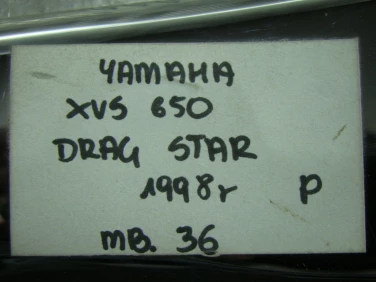 YAMAHA
XVS 650
DRAG STAR
1998r P
MB. 36